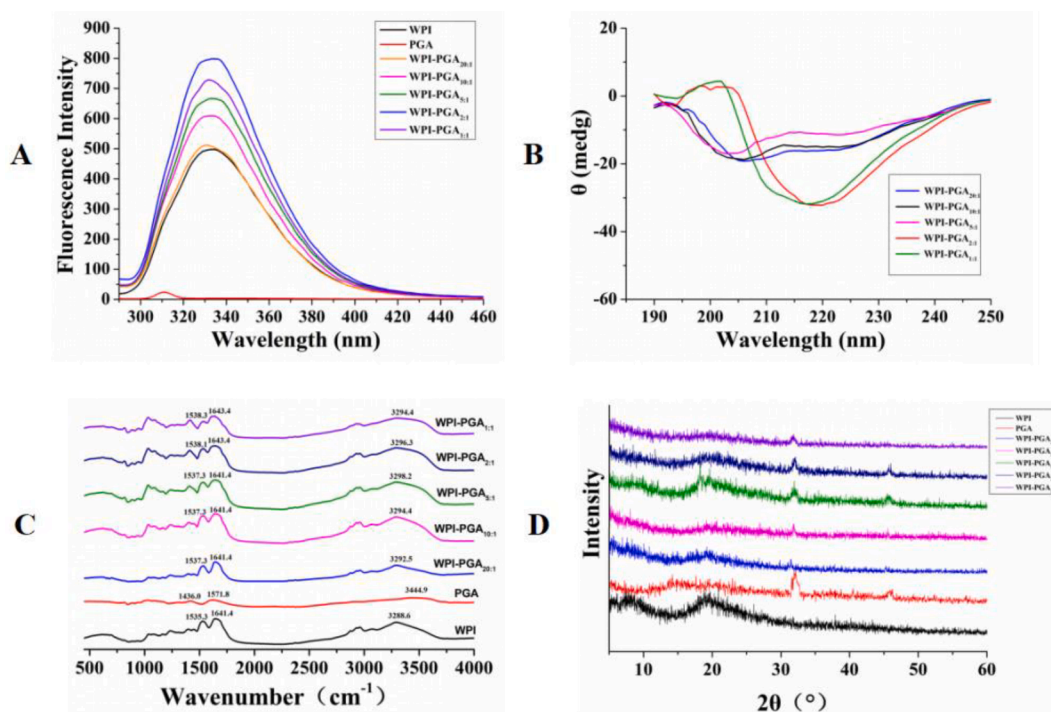 A
Fluorescence Intensity
900
800
700
600
500
400
300
200
100
0
300 320 340 360 380 400 420 440 460
Wavelength (nm)
WPI
PGA
WPI-PGA20:1
WPI-PGA10:1
WPI-PGA5:1
WPI-PGA2:1
WPI-PGA1:1
B
θ (medg)
20
0
-20
-40
-60
190 200 210 220 230 240 250
Wavelength (nm)
WPI-PGA20:1
WPI-PGA10:1
WPI-PGA5:1
WPI-PGA2:1
WPI-PGA1:1
C
1538.3 1643.4 3294.4 WPI-PGA1:1
1538.1 1643.4 3296.3 WPI-PGA2:1
1537.3 1641.4 3298.2 WPI-PGA5:1
1537.3 1641.4 3294.4 WPI-PGA10:1
1537.3 1641.4 3292.5 WPI-PGA20:1
1436.0 1571.8 3444.9 PGA
1535.3 1641.4 3288.6 WPI
500 1000 1500 2000 2500 3000 3500 4000
Wavenumber (cm-1)
D
Intensity
10 20 30 40 50 60
2θ (°)
WPI
PGA
WPI-PGA
WPI-PGA
WPI-PGA
WPI-PGA
WPI-PGA